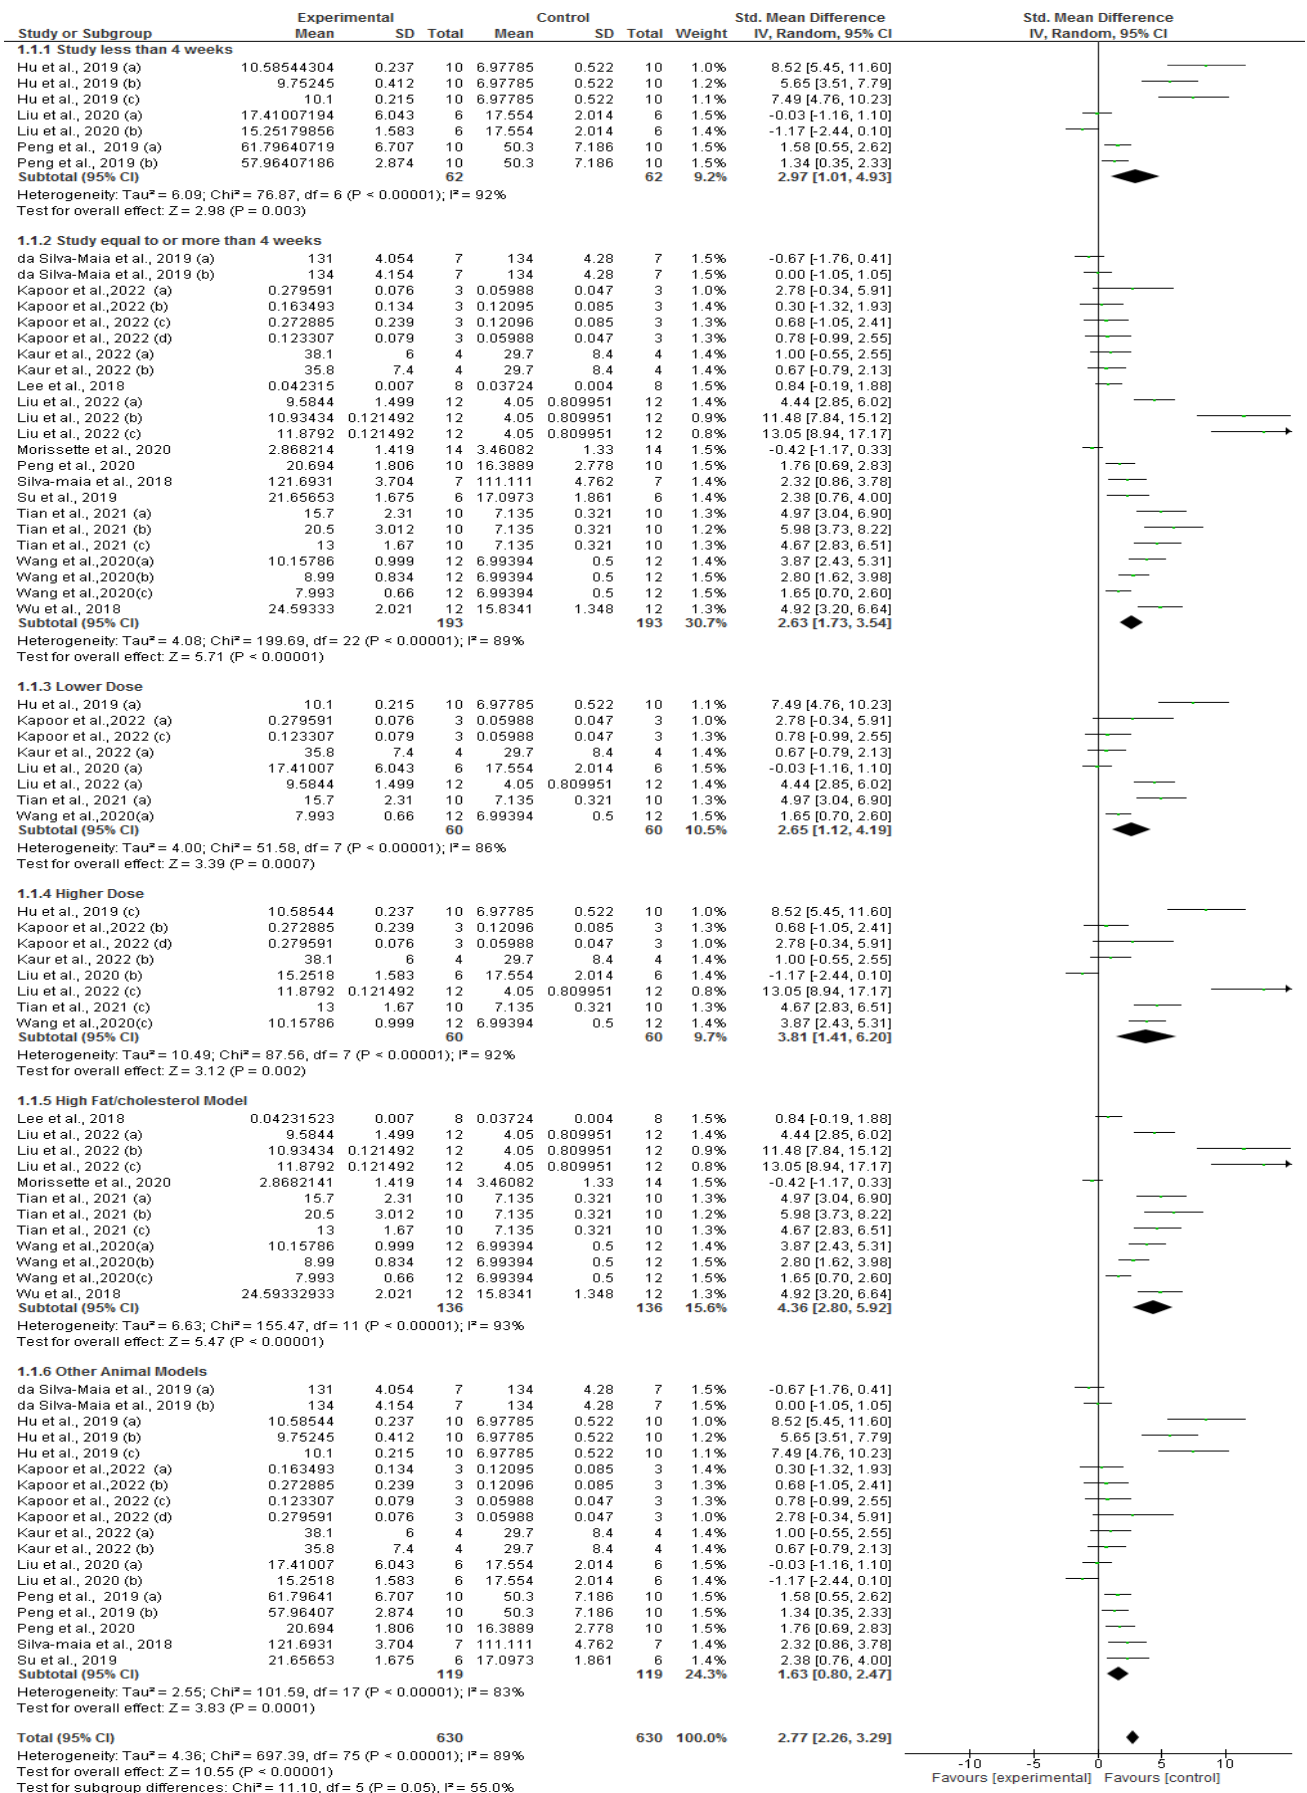 Experimental Control Std. Mean Difference Std. Mean Difference
Study or Subgroup Mean SD Total Mean SD Total Weight IV, Random, 95% CI IV, Random, 95% CI
1.1.1 Study less than 4 weeks
Hu et al., 2019 (a) 10.58544304 0.237 10 6.97785 0.522 10 1.0% 8.52 [5.45, 11.60]
Hu et al., 2019 (b) 9.75245 0.412 10 6.97785 0.522 10 1.2% 5.65 [3.51, 7.79]
Hu et al., 2019 (c) 10.1 0.215 10 6.97785 0.522 10 1.1% 7.49 [4.76, 10.23]
Liu et al., 2020 (a) 17.41007194 6.043 6 17.554 2.014 6 1.5% -0.03 [-1.16, 1.10]
Liu et al., 2020 (b) 15.25179856 1.583 6 17.554 2.014 6 1.5% -1.17 [-2.44, 0.10]
Peng et al., 2019 (a) 61.79640719 6.707 10 50.3 7.186 10 1.5% 1.58 [0.55, 2.62]
Peng et al., 2019 (b) 57.96407186 2.874 10 50.3 7.186 10 1.5% 1.34 [0.35, 2.33]
Subtotal (95% CI) 62 62 9.2% 2.97 [1.01, 4.93]
Heterogeneity: Tau² = 6.09; Chi² = 76.87, df = 6 (P < 0.00001); I² = 92%
Test for overall effect: Z = 2.98 (P = 0.003)
1.1.2 Study equal to or more than 4 weeks
da Silva-Maia et al., 2019 (a) 131 4.054 7 134 4.28 7 1.5% -0.67 [-1.76, 0.41]
da Silva-Maia et al., 2019 (b) 134 4.154 7 134 4.28 7 1.5% 0.00 [-1.05, 1.05]
Kapoor et al.,2022 (a) 0.279591 0.076 3 0.05988 0.047 3 1.0% 2.78 [-0.34, 5.91]
Kapoor et al.,2022 (b) 0.163493 0.134 3 0.12095 0.085 3 1.4% 0.30 [-1.32, 1.93]
Kapoor et al., 2022 (c) 0.272885 0.239 3 0.12096 0.085 3 1.3% 0.68 [-1.05, 2.41]
Kapoor et al., 2022 (d) 0.123307 0.079 3 0.05988 0.047 3 1.3% 0.78 [-0.99, 2.55]
Kaur et al., 2022 (a) 38.1 6 4 29.7 8.4 4 1.4% 1.00 [-0.55, 2.55]
Kaur et al., 2022 (b) 35.8 7.4 4 29.7 8.4 4 1.4% 0.67 [-0.79, 2.13]
Lee et al., 2018 0.042315 0.007 8 0.03724 0.004 8 1.5% 0.84 [-0.19, 1.88]
Liu et al., 2022 (a) 9.5844 1.499 12 4.05 0.809951 12 1.4% 4.44 [2.85, 6.02]
Liu et al., 2022 (b) 10.93434 0.121492 12 4.05 0.809951 12 0.9% 11.48 [7.84, 15.12]
Liu et al., 2022 (c) 11.8792 0.121492 12 4.05 0.809951 12 0.8% 13.05 [8.94, 17.17]
Morissette et al., 2020 2.868214 1.419 14 3.46082 1.33 14 1.5% -0.42 [-1.17, 0.33]
Peng et al., 2020 20.694 1.806 10 16.3889 2.778 10 1.5% 1.76 [0.69, 2.83]
Silva-maia et al., 2018 121.6931 3.704 7 111.111 4.762 7 1.4% 2.32 [0.86, 3.78]
Su et al., 2019 21.65653 1.675 6 17.0973 1.861 6 1.4% 2.38 [0.76, 4.00]
Tian et al., 2021 (a) 15.7 2.31 10 7.135 0.321 10 1.3% 4.97 [3.04, 6.90]
Tian et al., 2021 (b) 20.5 3.012 10 7.135 0.321 10 1.2% 5.98 [3.73, 8.22]
Tian et al., 2021 (c) 13 1.67 10 7.135 0.321 10 1.3% 4.67 [2.83, 6.51]
Wang et al.,2020(a) 10.15786 0.999 12 6.99394 0.5 12 1.4% 3.87 [2.43, 5.31]
Wang et al.,2020(b) 8.99 0.834 12 6.99394 0.5 12 1.5% 2.80 [1.62, 3.98]
Wang et al.,2020(c) 7.993 0.66 12 6.99394 0.5 12 1.5% 1.65 [0.70, 2.60]
Wu et al., 2018 24.59333 2.021 12 15.8341 1.348 12 1.3% 4.92 [3.20, 6.64]
Subtotal (95% CI) 193 193 30.7% 2.63 [1.73, 3.54]
Heterogeneity: Tau² = 4.08; Chi² = 199.69, df = 22 (P < 0.00001); I² = 89%
Test for overall effect: Z = 5.71 (P < 0.00001)
1.1.3 Lower Dose
Hu et al., 2019 (a) 10.1 0.215 10 6.97785 0.522 10 1.1% 7.49 [4.76, 10.23]
Kapoor et al.,2022 (a) 0.279591 0.076 3 0.05988 0.047 3 1.0% 2.78 [-0.34, 5.91]
Kapoor et al., 2022 (c) 0.123307 0.079 3 0.05988 0.047 3 1.3% 0.78 [-0.99, 2.55]
Kaur et al., 2022 (a) 35.8 7.4 4 29.7 8.4 4 1.4% 0.67 [-0.79, 2.13]
Liu et al., 2020 (a) 17.41007 6.043 6 17.554 2.014 6 1.5% -0.03 [-1.16, 1.10]
Liu et al., 2022 (a) 9.5844 1.499 12 4.05 0.809951 12 1.4% 4.44 [2.85, 6.02]
Tian et al., 2021 (a) 15.7 2.31 10 7.135 0.321 10 1.3% 4.97 [3.04, 6.90]
Wang et al.,2020(a) 7.993 0.66 12 6.99394 0.5 12 1.5% 1.65 [0.70, 2.60]
Subtotal (95% CI) 60 60 10.5% 2.65 [1.12, 4.19]
Heterogeneity: Tau² = 4.00; Chi² = 51.58, df = 7 (P < 0.00001); I² = 86%
Test for overall effect: Z = 3.39 (P = 0.0007)
1.1.4 Higher Dose
Hu et al., 2019 (c) 10.58544 0.237 10 6.97785 0.522 10 1.0% 8.52 [5.45, 11.60]
Kapoor et al.,2022 (b) 0.272885 0.239 3 0.12096 0.085 3 1.3% 0.68 [-1.05, 2.41]
Kapoor et al., 2022 (d) 0.279591 0.076 3 0.05988 0.047 3 1.0% 2.78 [-0.34, 5.91]
Kaur et al., 2022 (b) 38.1 6 4 29.7 8.4 4 1.4% 1.00 [-0.55, 2.55]
Liu et al., 2020 (b) 15.2518 1.583 6 17.554 2.014 6 1.4% -1.17 [-2.44, 0.10]
Liu et al., 2022 (c) 11.8792 0.121492 12 4.05 0.809951 12 0.8% 13.05 [8.94, 17.17]
Tian et al., 2021 (c) 13 1.67 10 7.135 0.321 10 1.3% 4.67 [2.83, 6.51]
Wang et al.,2020(c) 10.15786 0.999 12 6.99394 0.5 12 1.4% 3.87 [2.43, 5.31]
Subtotal (95% CI) 60 60 9.7% 3.81 [1.41, 6.20]
Heterogeneity: Tau² = 10.49; Chi² = 87.56, df = 7 (P < 0.00001); I² = 92%
Test for overall effect: Z = 3.12 (P = 0.002)
1.1.5 High Fat/cholesterol Model
Lee et al., 2018 0.04231523 0.007 8 0.03724 0.004 8 1.5% 0.84 [-0.19, 1.88]
Liu et al., 2022 (a) 9.5844 1.499 12 4.05 0.809951 12 1.4% 4.44 [2.85, 6.02]
Liu et al., 2022 (b) 10.93434 0.121492 12 4.05 0.809951 12 0.9% 11.48 [7.84, 15.12]
Liu et al., 2022 (c) 11.8792 0.121492 12 4.05 0.809951 12 0.8% 13.05 [8.94, 17.17]
Morissette et al., 2020 2.8682141 1.419 14 3.46082 1.33 14 1.5% -0.42 [-1.17, 0.33]
Tian et al., 2021 (a) 15.7 2.31 10 7.135 0.321 10 1.3% 4.97 [3.04, 6.90]
Tian et al., 2021 (b) 20.5 3.012 10 7.135 0.321 10 1.2% 5.98 [3.73, 8.22]
Tian et al., 2021 (c) 13 1.67 10 7.135 0.321 10 1.3% 4.67 [2.83, 6.51]
Wang et al.,2020(a) 10.15786 0.999 12 6.99394 0.5 12 1.4% 3.87 [2.43, 5.31]
Wang et al.,2020(b) 8.99 0.834 12 6.99394 0.5 12 1.5% 2.80 [1.62, 3.98]
Wang et al.,2020(c) 7.993 0.66 12 6.99394 0.5 12 1.5% 1.65 [0.70, 2.60]
Wu et al., 2018 24.59332933 2.021 12 15.8341 1.348 12 1.3% 4.92 [3.20, 6.64]
Subtotal (95% CI) 136 136 15.6% 4.36 [2.80, 5.92]
Heterogeneity: Tau² = 6.63; Chi² = 155.47, df = 11 (P < 0.00001); I² = 93%
Test for overall effect: Z = 5.47 (P < 0.00001)
1.1.6 Other Animal Models
da Silva-Maia et al., 2019 (a) 131 4.054 7 134 4.28 7 1.5% -0.67 [-1.76, 0.41]
da Silva-Maia et al., 2019 (b) 134 4.154 7 134 4.28 7 1.5% 0.00 [-1.05, 1.05]
Hu et al., 2019 (a) 10.58544 0.237 10 6.97785 0.522 10 1.0% 8.52 [5.45, 11.60]
Hu et al., 2019 (b) 9.75245 0.412 10 6.97785 0.522 10 1.2% 5.65 [3.51, 7.79]
Hu et al., 2019 (c) 10.1 0.215 10 6.97785 0.522 10 1.1% 7.49 [4.76, 10.23]
Kapoor et al.,2022 (a) 0.163493 0.134 3 0.12095 0.085 3 1.4% 0.30 [-1.32, 1.93]
Kapoor et al.,2022 (b) 0.272885 0.239 3 0.12096 0.085 3 1.3% 0.68 [-1.05, 2.41]
Kapoor et al., 2022 (c) 0.123307 0.079 3 0.05988 0.047 3 1.3% 0.78 [-0.99, 2.55]
Kapoor et al., 2022 (d) 0.279591 0.076 3 0.05988 0.047 3 1.0% 2.78 [-0.34, 5.91]
Kaur et al., 2022 (a) 38.1 6 4 29.7 8.4 4 1.4% 1.00 [-0.55, 2.55]
Kaur et al., 2022 (b) 35.8 7.4 4 29.7 8.4 4 1.4% 0.67 [-0.79, 2.13]
Liu et al., 2020 (a) 17.41007 6.043 6 17.554 2.014 6 1.5% -0.03 [-1.16, 1.10]
Liu et al., 2020 (b) 15.2518 1.583 6 17.554 2.014 6 1.4% -1.17 [-2.44, 0.10]
Peng et al., 2019 (a) 61.79641 6.707 10 50.3 7.186 10 1.5% 1.58 [0.55, 2.62]
Peng et al., 2019 (b) 57.96407 2.874 10 50.3 7.186 10 1.5% 1.34 [0.35, 2.33]
Peng et al., 2020 20.694 1.806 10 16.3889 2.778 10 1.5% 1.76 [0.69, 2.83]
Silva-maia et al., 2018 121.6931 3.704 7 111.111 4.762 7 1.4% 2.32 [0.86, 3.78]
Su et al., 2019 21.65653 1.675 6 17.0973 1.861 6 1.4% 2.38 [0.76, 4.00]
Subtotal (95% CI) 119 119 24.3% 1.63 [0.80, 2.47]
Heterogeneity: Tau² = 2.55; Chi² = 101.59, df = 17 (P < 0.00001); I² = 83%
Test for overall effect: Z = 3.83 (P = 0.0001)
Total (95% CI) 630 630 100.0% 2.77 [2.26, 3.29]
Heterogeneity: Tau² = 4.36; Chi² = 697.39, df = 75 (P < 0.00001); I² = 89%
Test for overall effect: Z = 10.55 (P < 0.00001)
Test for subgroup differences: Chi² = 11.10, df = 5 (P = 0.05), I² = 55.0%
-10 -5 0 5 10
Favours [experimental] Favours [control]